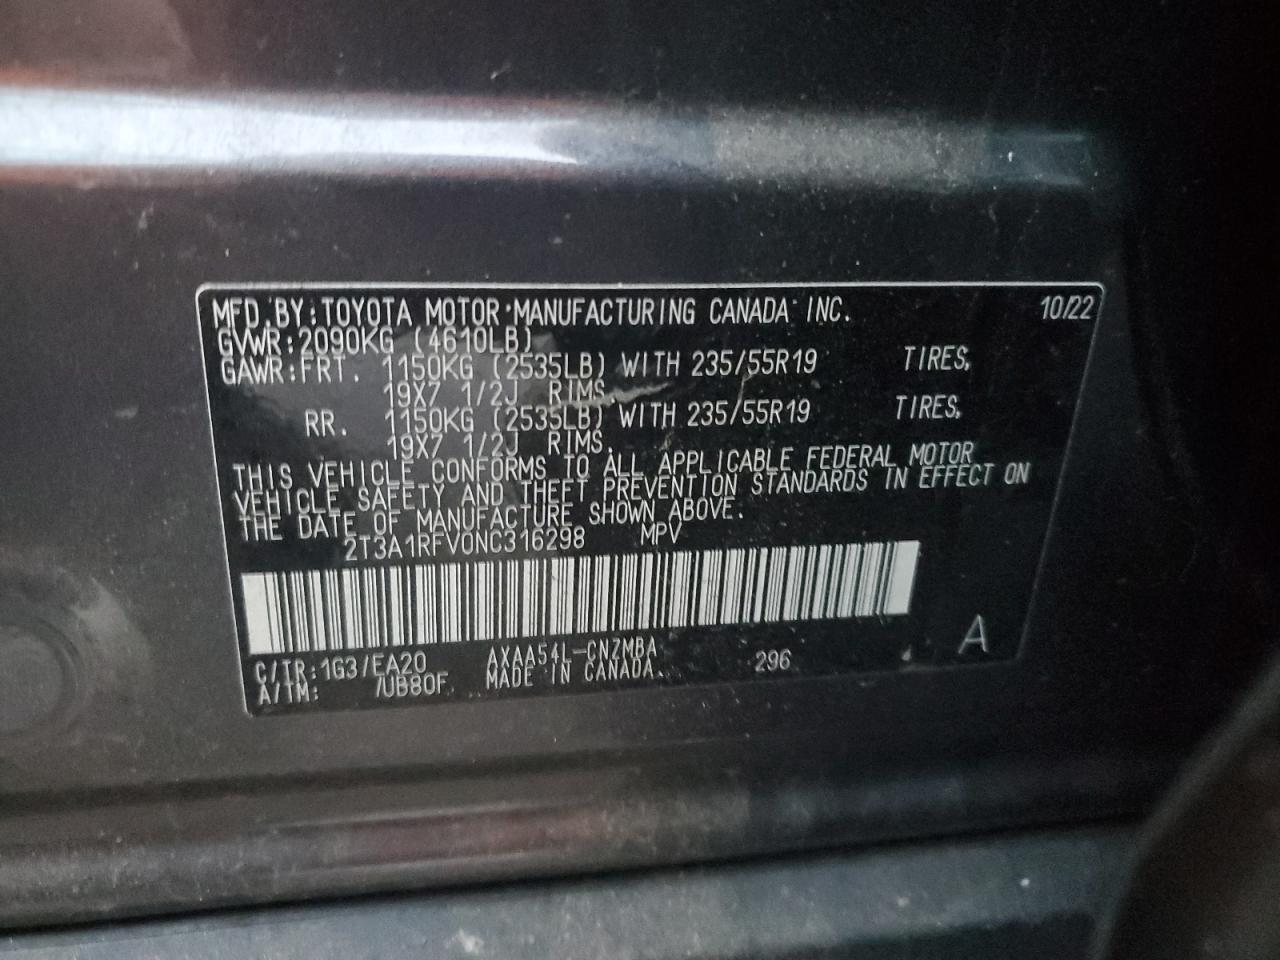 MFD. BY: TOYOTA MOTOR MANUFACTURING CANADA INC. 10/22
GVWR: 2090KG (4610LB)
GAWR: FRT. 1150KG (2535LB) WITH 235/55R19 TIRES,
19X7 1/2J RIMS.
RR. 1150KG (2535LB) WITH 235/55R19 TIRES,
19X7 1/2J RIMS.
THIS VEHICLE CONFORMS TO ALL APPLICABLE FEDERAL MOTOR
VEHICLE SAFETY AND THEFT PREVENTION STANDARDS IN EFFECT ON
THE DATE OF MANUFACTURE SHOWN ABOVE.
2T3A1RFV0NC316298 MPV
A
C/TR: 1G3/EA20 AXAA54L-CNZMBA 296
A/TM: /UB80F MADE IN CANADA.